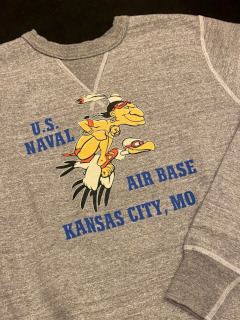 U.S.
NAVAL
AIR BASE
KANSAS CITY, MO